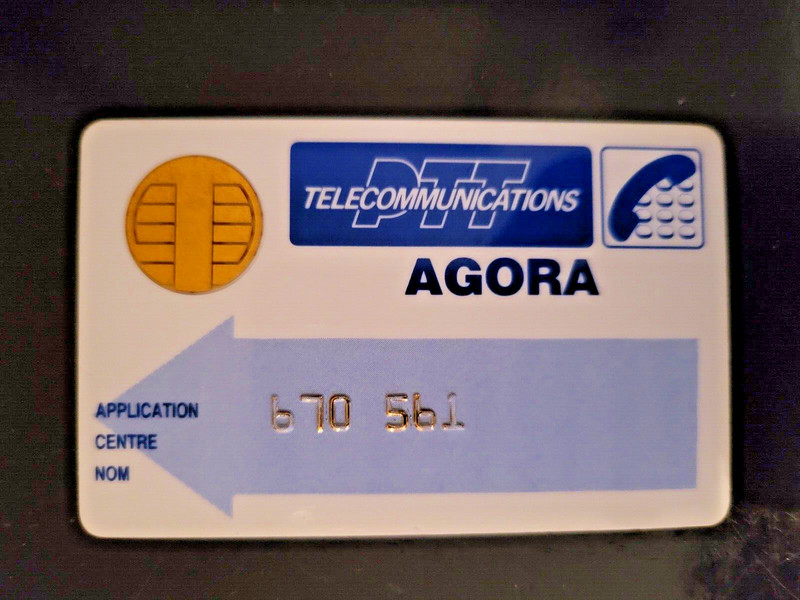 PTT
TELECOMMUNICATIONS
AGORA
670 561
APPLICATION
CENTRE
NOM